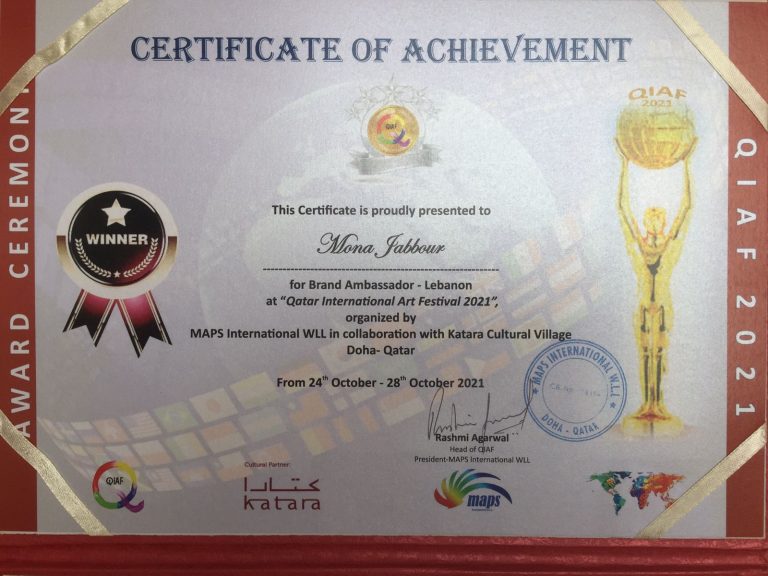 CERTIFICATE OF ACHIEVEMENT
AWARD CEREMON
QIAF 2021
QIAF
2021
QIAF
This Certificate is proudly presented to
WINNER
Mona Jabbour
for Brand Ambassador - Lebanon
at “Qatar International Art Festival 2021”,
organized by
MAPS International WLL in collaboration with Katara Cultural Village
Doha- Qatar
From 24th October - 28th October 2021
MAPS INTERNATIONAL W.L.L
DOHA - QATAR
Rashmi Agarwal
Head of QIAF
President-MAPS International WLL
QIAF
Cultural Partner:
كتارا
katara
maps